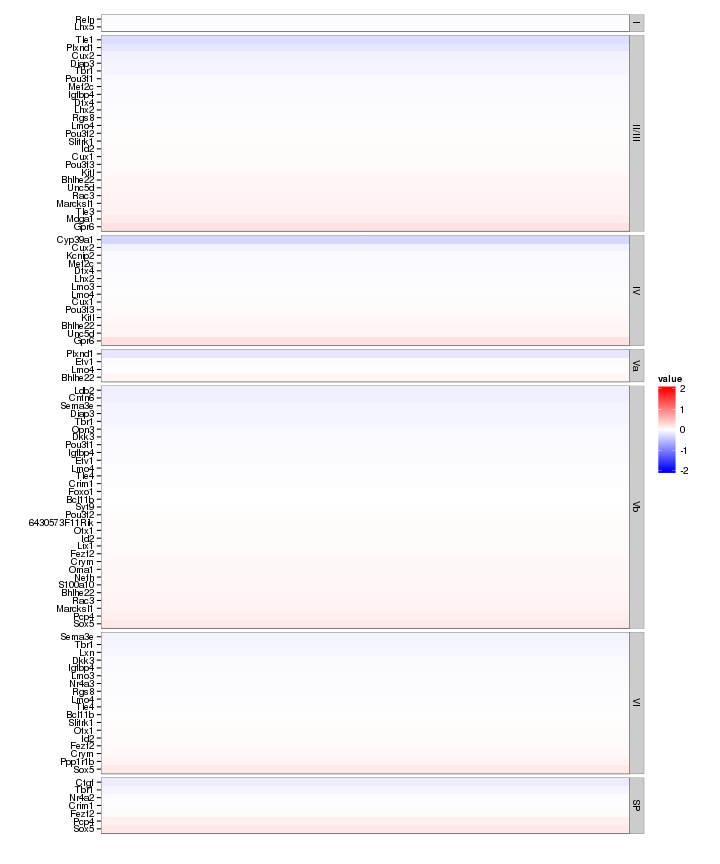 Reln
Lhx5
I
Tle1
Plxnd1
Cux2
Diap3
Tbr1
Pou3f1
Mef2c
Igfbp4
Dtx4
Lhx2
Rgs8
Lmo4
Pou3f2
Slitrk1
Id2
Cux1
Pou3f3
Kitl
Bhlhe22
Unc5d
Rac3
Marcksl1
Tle3
Mdga1
Gpr6
II/III
Cyp39a1
Cux2
Kcnip2
Mef2c
Dtx4
Lhx2
Lmo3
Lmo4
Cux1
Pou3f3
Kitl
Bhlhe22
Unc5d
Gpr6
IV
Plxnd1
Etv1
Lmo4
Bhlhe22
Va
Ldb2
Cntn6
Sema3e
Diap3
Tbr1
Opn3
Dkk3
Pou3f1
Igfbp4
Etv1
Lmo4
Tle4
Crim1
Foxo1
Bcl11b
Syt9
Pou3f2
6430573F11Rik
Otx1
Id2
Lix1
Fezf2
Crym
Oma1
Nefh
S100a10
Bhlhe22
Rac3
Marcksl1
Pcp4
Sox5
Vb
Sema3e
Tbr1
Lxn
Dkk3
Igfbp4
Lmo3
Nr4a3
Rgs8
Lmo4
Tle4
Bcl11b
Slitrk1
Otx1
Id2
Fezf2
Crym
Ppp1r1b
Sox5
VI
Ctgf
Tbr1
Nr4a2
Crim1
Fezf2
Pcp4
Sox5
SP
value
2
1
0
-1
-2